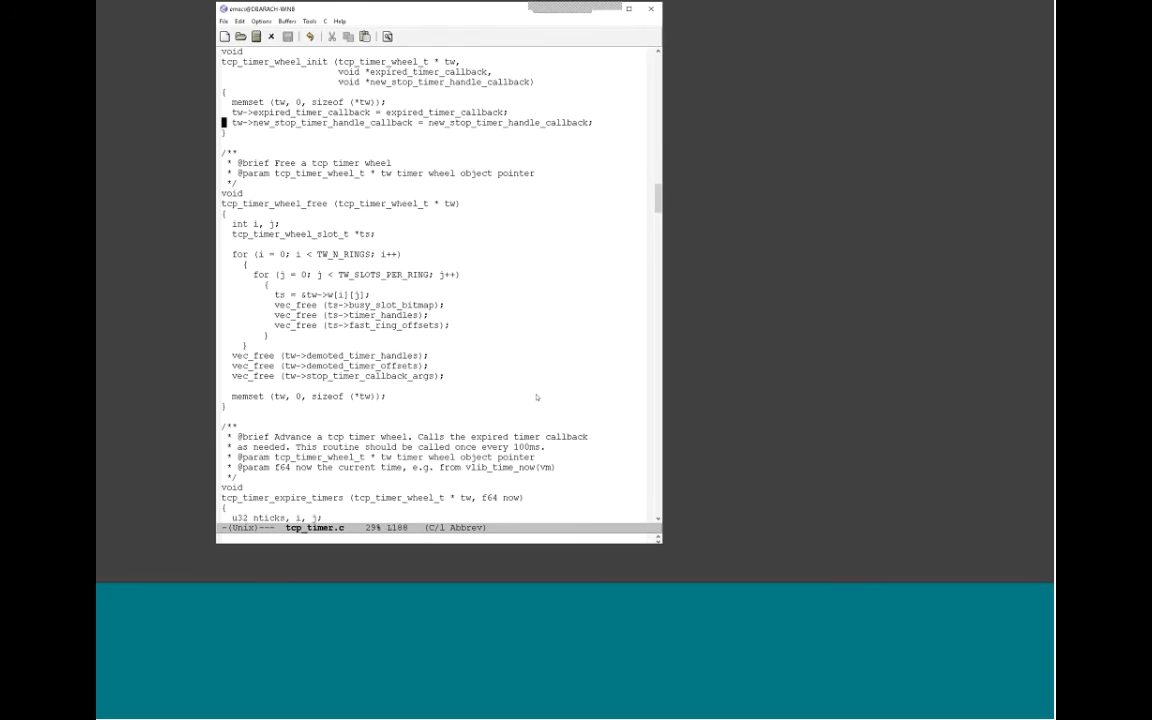 emacs@DBARACH-WINB
File Edit Options Buffers Tools C Help
void
tcp_timer_wheel_init (tcp_timer_wheel_t * tw,
void *expired_timer_callback,
void *new_stop_timer_handle_callback)
{
memset (tw, 0, sizeof (*tw));
tw->expired_timer_callback = expired_timer_callback;
tw->new_stop_timer_handle_callback = new_stop_timer_handle_callback;
}
/**
* @brief Free a tcp timer wheel
* @param tcp_timer_wheel_t * tw timer wheel object pointer
*/
void
tcp_timer_wheel_free (tcp_timer_wheel_t * tw)
{
int i, j;
tcp_timer_wheel_slot_t *ts;
for (i = 0; i < TW_N_RINGS; i++)
{
for (j = 0; j < TW_SLOTS_PER_RING; j++)
{
ts = &tw->w[i][j];
vec_free (ts->busy_slot_bitmap);
vec_free (ts->timer_handles);
vec_free (ts->fast_ring_offsets);
}
}
vec_free (tw->demoted_timer_handles);
vec_free (tw->demoted_timer_offsets);
vec_free (tw->stop_timer_callback_args);
memset (tw, 0, sizeof (*tw));
}
/**
* @brief Advance a tcp timer wheel. Calls the expired timer callback
* as needed. This routine should be called once every 100ms.
* @param tcp_timer_wheel_t * tw timer wheel object pointer
* @param f64 now the current time, e.g. from vlib_time_now(vm)
*/
void
tcp_timer_expire_timers (tcp_timer_wheel_t * tw, f64 now)
{
u32 nticks, i, j;
-(Unix)--- tcp_timer.c 29% L188 (C/l Abbrev)